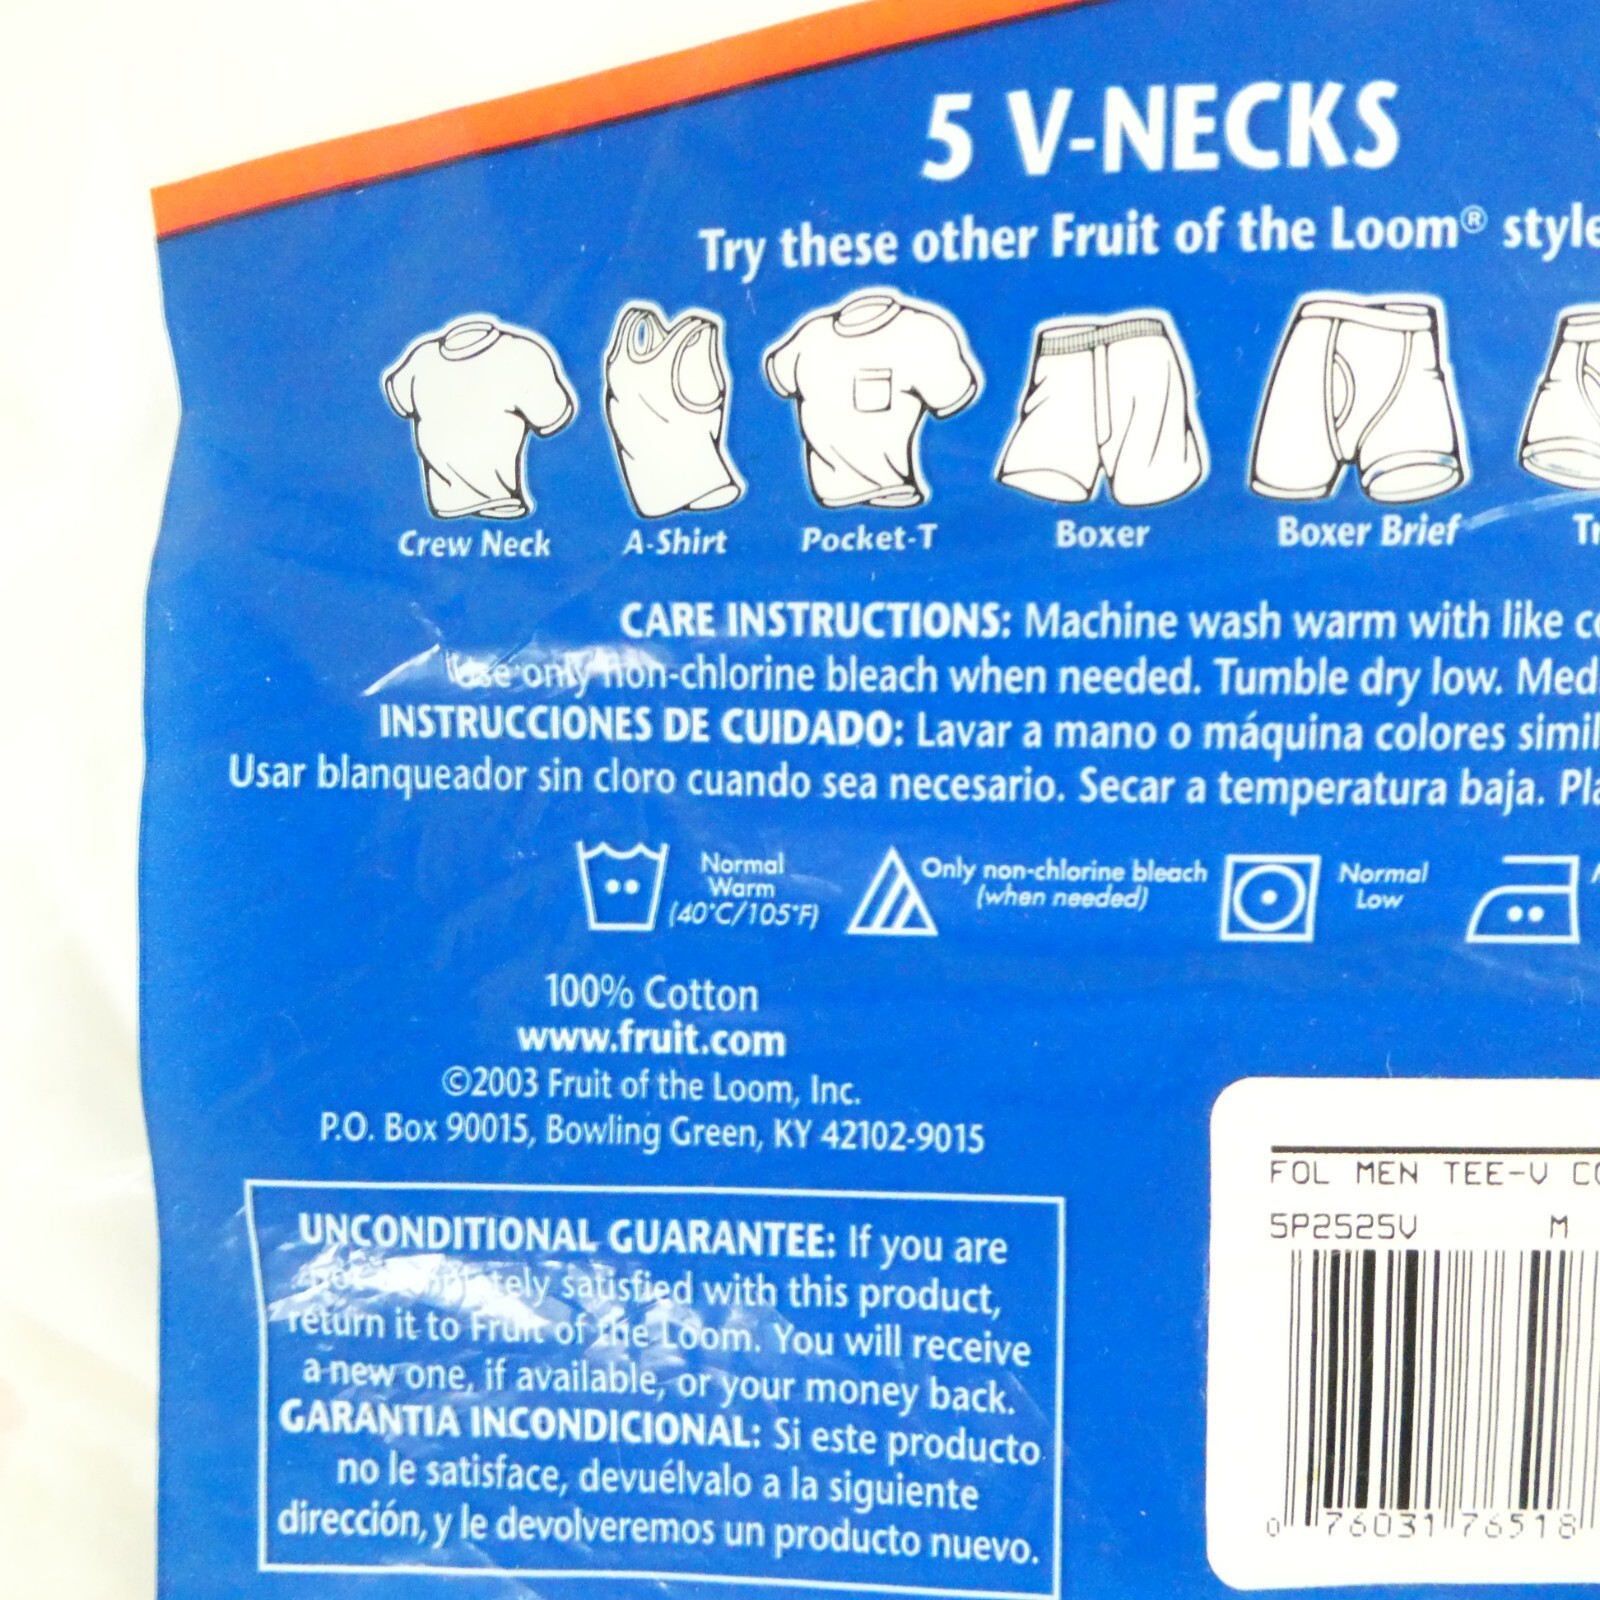 5 V-NECKS
Try these other Fruit of the Loom® style
Crew Neck
A-Shirt
Pocket-T
Boxer
Boxer Brief
CARE INSTRUCTIONS: Machine wash warm with like
Use only non-chlorine bleach when needed. Tumble dry low.
INSTRUCCIONES DE CUIDADO: Lavar a mano o máquina colores
Usar blanqueador sin cloro cuando sea necesario. Secar a temperatura baja.
Normal
Warm
(40°C/105°F)
Only non-chlorine bleach
(when needed)
Normal
Low
100% Cotton
www.fruit.com
©2003 Fruit of the Loom, Inc.
P.O. Box 90015, Bowling Green, KY 42102-9015
UNCONDITIONAL GUARANTEE: If you are
not completely satisfied with this product,
return it to Fruit of the Loom. You will receive
a new one, if available, or your money back.
GARANTIA INCONDICIONAL: Si este producto
no le satisface, devuélvalo a la siguiente
dirección, y le devolveremos un producto nuevo.
FOL MEN TEE-V
5P2525V M
0 76031 76518